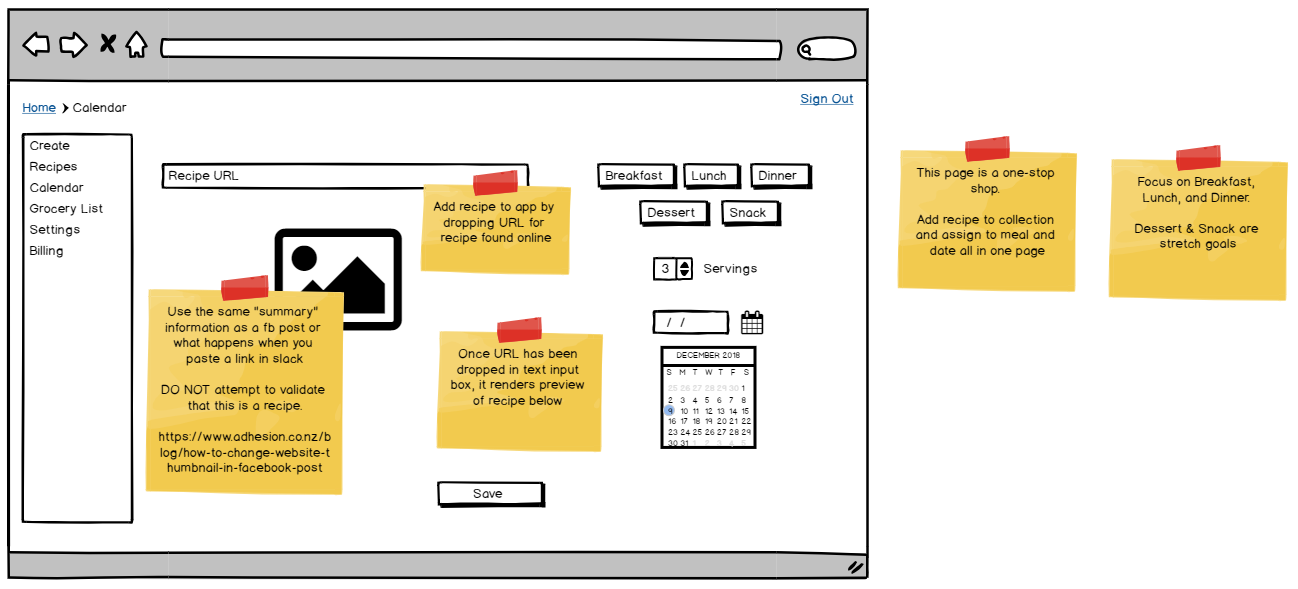 Home Calendar
Sign Out
Create
Recipes
Calendar
Grocery List
Settings
Billing
Recipe URL
Add recipe to app by
dropping URL for
recipe found online
Breakfast
Lunch
Dinner
Dessert
Snack
3 Servings
/ /
DECEMBER 2018
S M T W T F S
25 26 27 28 29 30 1
2 3 4 5 6 7 8
9 10 11 12 13 14 15
16 17 18 19 20 21 22
23 24 25 26 27 28 29
30 31 1 2 3 4 5
Use the same "summary"
information as a fb post or
what happens when you
paste a link in slack
DO NOT attempt to validate
that this is a recipe.
https://www.adhesion.co.nz/b
log/how-to-change-website-t
humbnail-in-facebook-post
Once URL has been
dropped in text input
box, it renders preview
of recipe below
Save
This page is a one-stop
shop.
Add recipe to collection
and assign to meal and
date all in one page
Focus on Breakfast,
Lunch, and Dinner.
Dessert & Snack are
stretch goals